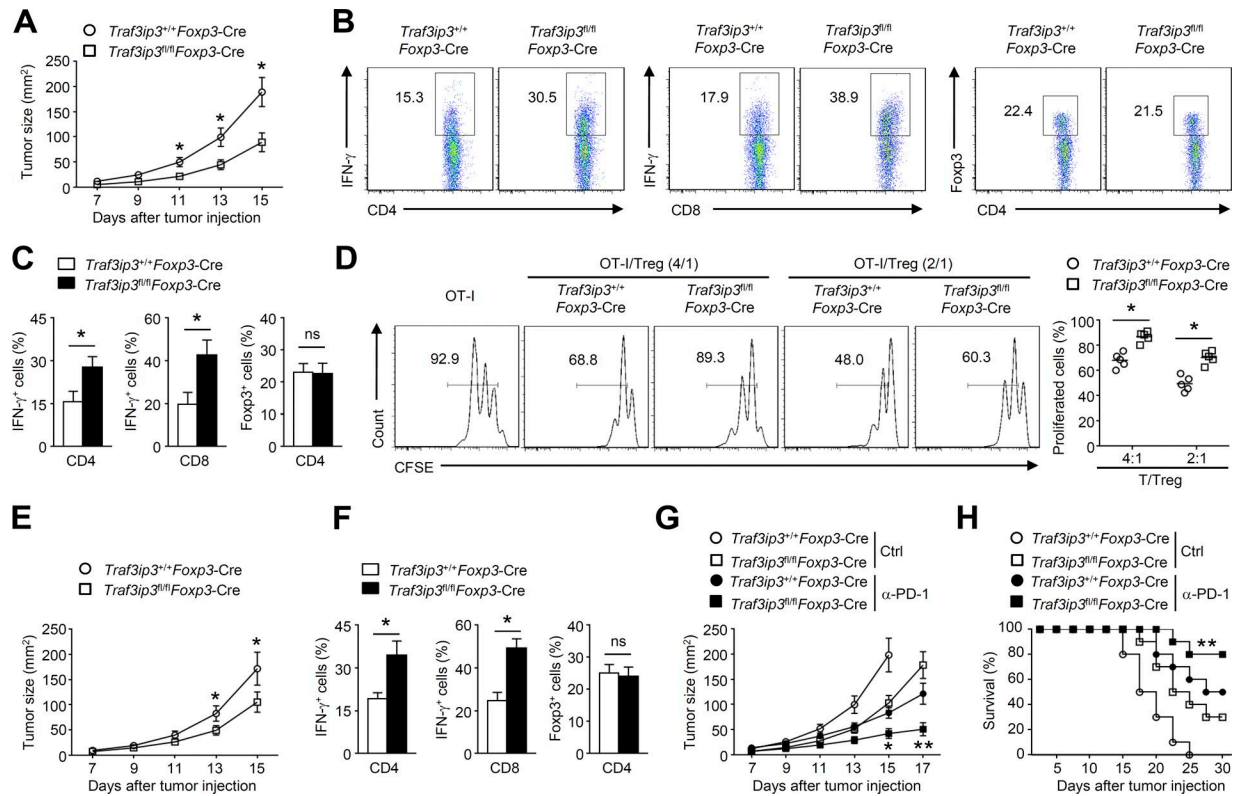 A
Traf3ip3+/+Foxp3-Cre
Traf3ip3fl/flFoxp3-Cre
Tumor size (mm2)
250
200
150
100
50
0
*
*
*
7 9 11 13 15
Days after tumor injection
B
Traf3ip3+/+ Traf3ip3fl/fl Traf3ip3+/+ Traf3ip3fl/fl Traf3ip3+/+ Traf3ip3fl/fl
Foxp3-Cre Foxp3-Cre Foxp3-Cre Foxp3-Cre Foxp3-Cre Foxp3-Cre
IFN-γ
15.3 30.5
CD4
IFN-γ
17.9 38.9
CD8
Foxp3
22.4 21.5
CD4
C
Traf3ip3+/+Foxp3-Cre
Traf3ip3fl/flFoxp3-Cre
IFN-γ+ cells (%)
45
30
15
0
*
CD4
IFN-γ+ cells (%)
60
40
20
0
*
CD8
Foxp3+ cells (%)
40
30
20
10
0
ns
CD4
D
OT-I/Treg (4/1) OT-I/Treg (2/1)
OT-I
Traf3ip3+/+ Traf3ip3fl/fl Traf3ip3+/+ Traf3ip3fl/fl
Foxp3-Cre Foxp3-Cre Foxp3-Cre Foxp3-Cre
Count
92.9 68.8 89.3 48.0 60.3
CFSE
Traf3ip3+/+Foxp3-Cre
Traf3ip3fl/flFoxp3-Cre
Proliferated cells (%)
100
80
60
40
20
0
*
*
4:1 2:1
T/Treg
E
Traf3ip3+/+Foxp3-Cre
Traf3ip3fl/flFoxp3-Cre
Tumor size (mm2)
250
200
150
100
50
0
*
*
7 9 11 13 15
Days after tumor injection
F
Traf3ip3+/+Foxp3-Cre
Traf3ip3fl/flFoxp3-Cre
IFN-γ+ cells (%)
45
30
15
0
*
CD4
IFN-γ+ cells (%)
60
40
20
0
*
CD8
Foxp3+ cells (%)
40
30
20
10
0
ns
CD4
G
Traf3ip3+/+Foxp3-Cre
Traf3ip3fl/flFoxp3-Cre
Ctrl
Traf3ip3+/+Foxp3-Cre
Traf3ip3fl/flFoxp3-Cre
α-PD-1
Tumor size (mm2)
250
200
150
100
50
0
* **
7 9 11 13 15 17
Days after tumor injection
H
Traf3ip3+/+Foxp3-Cre
Traf3ip3fl/flFoxp3-Cre
Ctrl
Traf3ip3+/+Foxp3-Cre
Traf3ip3fl/flFoxp3-Cre
α-PD-1
Survival (%)
100
80
60
40
20
0
**
5 10 15 20 25 30
Days after tumor injection